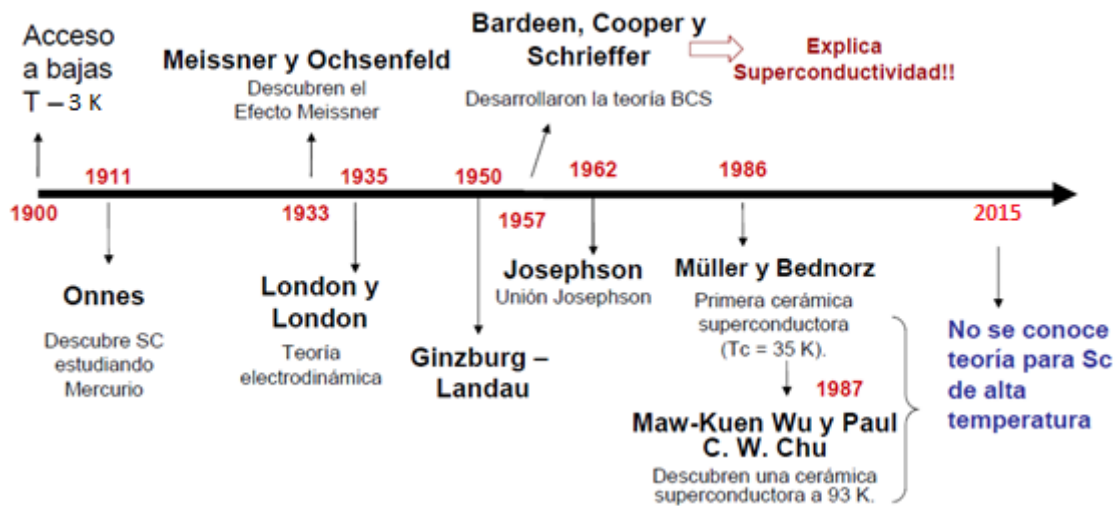 Acceso
a bajas
T – 3 K
Meissner y Ochsenfeld
Descubren el
Efecto Meissner
Bardeen, Cooper y
Schrieffer
Desarrollaron la teoría BCS
Explica
Superconductividad!!
1900
1911
1933
1935
1950
1957
1962
1986
2015
Onnes
Descubre SC
estudiando
Mercurio
London y
London
Teoría
electrodinámica
Ginzburg –
Landau
Josephson
Unión Josephson
Müller y Bednorz
Primera cerámica
superconductora
(Tc = 35 K).
1987
Maw-Kuen Wu y Paul
C. W. Chu
Descubren una cerámica
superconductora a 93 K.
No se conoce
teoría para Sc
de alta
temperatura